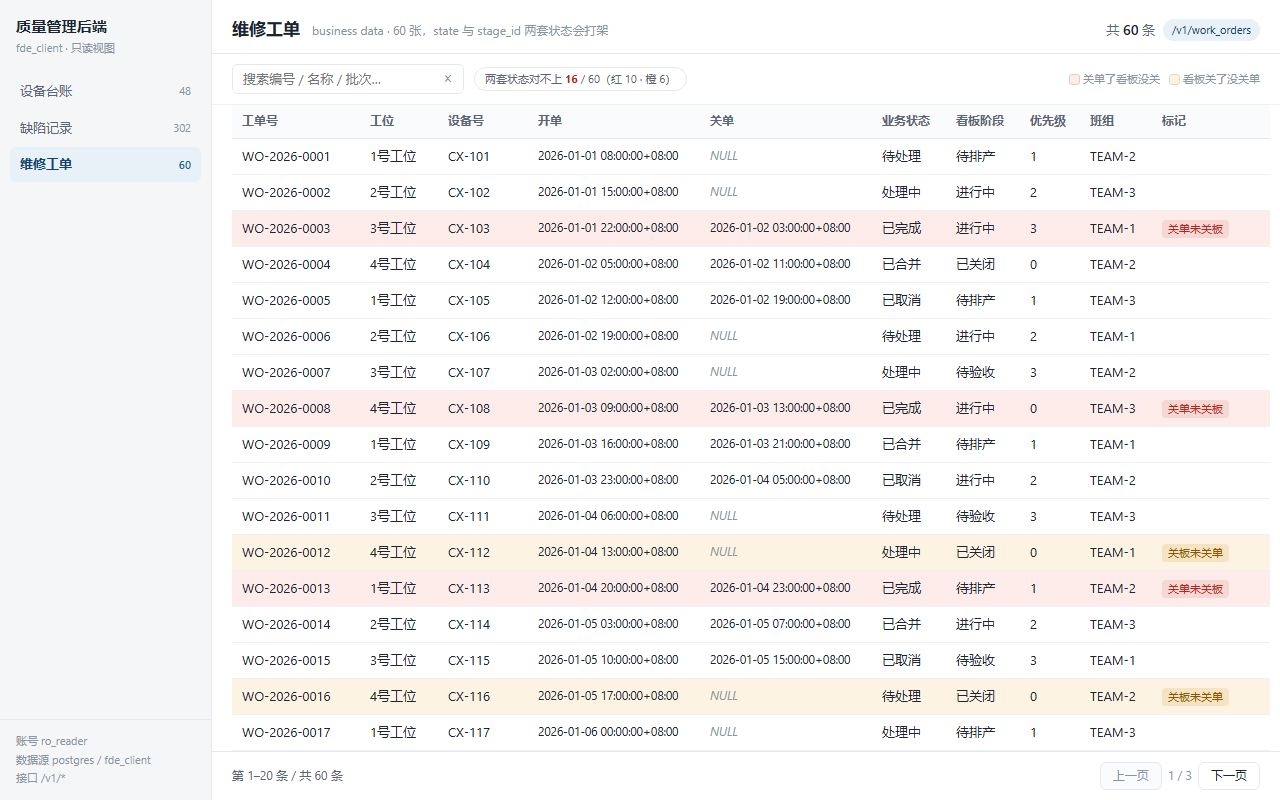 质量管理后端
fde_client · 只读视图
设备台账 48
缺陷记录 302
维修工单 60
账号 ro_reader
数据源 postgres / fde_client
接口 /v1/*
维修工单 business data · 60 张，state 与 stage_id 两套状态会打架 共 60 条 /v1/work_orders
搜索编号 / 名称 / 批次... × 两套状态对不上 16 / 60（红 10 · 橙 6） 关单了看板没关 看板关了没关单
工单号 工位 设备号 开单 关单 业务状态 看板阶段 优先级 班组 标记
WO-2026-0001 1号工位 CX-101 2026-01-01 08:00:00+08:00 NULL 待处理 待排产 1 TEAM-2
WO-2026-0002 2号工位 CX-102 2026-01-01 15:00:00+08:00 NULL 处理中 进行中 2 TEAM-3
WO-2026-0003 3号工位 CX-103 2026-01-01 22:00:00+08:00 2026-01-02 03:00:00+08:00 已完成 进行中 3 TEAM-1 关单未关板
WO-2026-0004 4号工位 CX-104 2026-01-02 05:00:00+08:00 2026-01-02 11:00:00+08:00 已合并 已关闭 0 TEAM-2
WO-2026-0005 1号工位 CX-105 2026-01-02 12:00:00+08:00 2026-01-02 19:00:00+08:00 已取消 待排产 1 TEAM-3
WO-2026-0006 2号工位 CX-106 2026-01-02 19:00:00+08:00 NULL 待处理 进行中 2 TEAM-1
WO-2026-0007 3号工位 CX-107 2026-01-03 02:00:00+08:00 NULL 处理中 待验收 3 TEAM-2
WO-2026-0008 4号工位 CX-108 2026-01-03 09:00:00+08:00 2026-01-03 13:00:00+08:00 已完成 进行中 0 TEAM-3 关单未关板
WO-2026-0009 1号工位 CX-109 2026-01-03 16:00:00+08:00 2026-01-03 21:00:00+08:00 已合并 待排产 1 TEAM-1
WO-2026-0010 2号工位 CX-110 2026-01-03 23:00:00+08:00 2026-01-04 05:00:00+08:00 已取消 进行中 2 TEAM-2
WO-2026-0011 3号工位 CX-111 2026-01-04 06:00:00+08:00 NULL 待处理 待验收 3 TEAM-3
WO-2026-0012 4号工位 CX-112 2026-01-04 13:00:00+08:00 NULL 处理中 已关闭 0 TEAM-1 关板未关单
WO-2026-0013 1号工位 CX-113 2026-01-04 20:00:00+08:00 2026-01-04 23:00:00+08:00 已完成 待排产 1 TEAM-2 关单未关板
WO-2026-0014 2号工位 CX-114 2026-01-05 03:00:00+08:00 2026-01-05 07:00:00+08:00 已合并 进行中 2 TEAM-3
WO-2026-0015 3号工位 CX-115 2026-01-05 10:00:00+08:00 2026-01-05 15:00:00+08:00 已取消 待验收 3 TEAM-1
WO-2026-0016 4号工位 CX-116 2026-01-05 17:00:00+08:00 NULL 待处理 已关闭 0 TEAM-2 关板未关单
WO-2026-0017 1号工位 CX-117 2026-01-06 00:00:00+08:00 NULL 处理中 待排产 1 TEAM-3
第 1–20 条 / 共 60 条 上一页 1 / 3 下一页